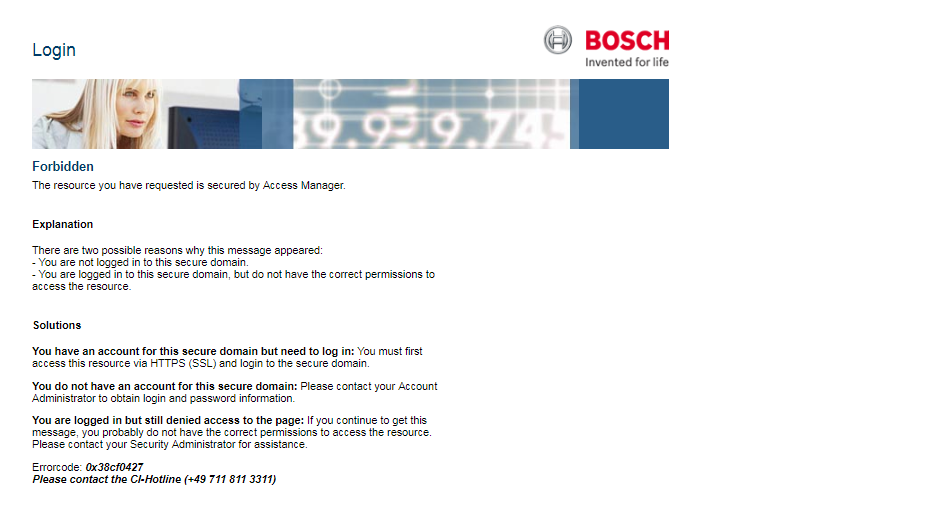 Login
BOSCH
Invented for life
Forbidden
The resource you have requested is secured by Access Manager.
Explanation
There are two possible reasons why this message appeared:
- You are not logged in to this secure domain.
- You are logged in to this secure domain, but do not have the correct permissions to
access the resource.
Solutions
You have an account for this secure domain but need to log in: You must first
access this resource via HTTPS (SSL) and login to the secure domain.
You do not have an account for this secure domain: Please contact your Account
Administrator to obtain login and password information.
You are logged in but still denied access to the page: If you continue to get this
message, you probably do not have the correct permissions to access the resource.
Please contact your Security Administrator for assistance.
Errorcode: 0x38cf0427
Please contact the CI-Hotline (+49 711 811 3311)